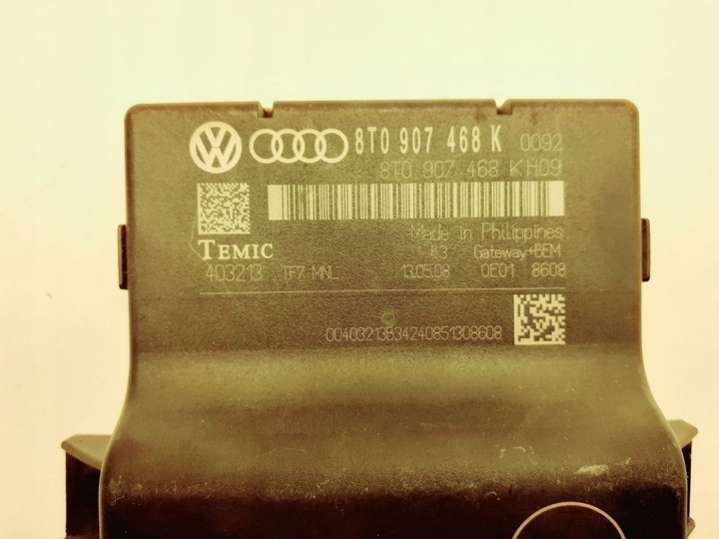 8T0 907 468 K 0092
8T0 907 468 K H09
TEMIC
Made In Philippines
Gateway+BEM
403213 TF7 MNL 13.05.08 0E01 8608
00403213B34240851308608